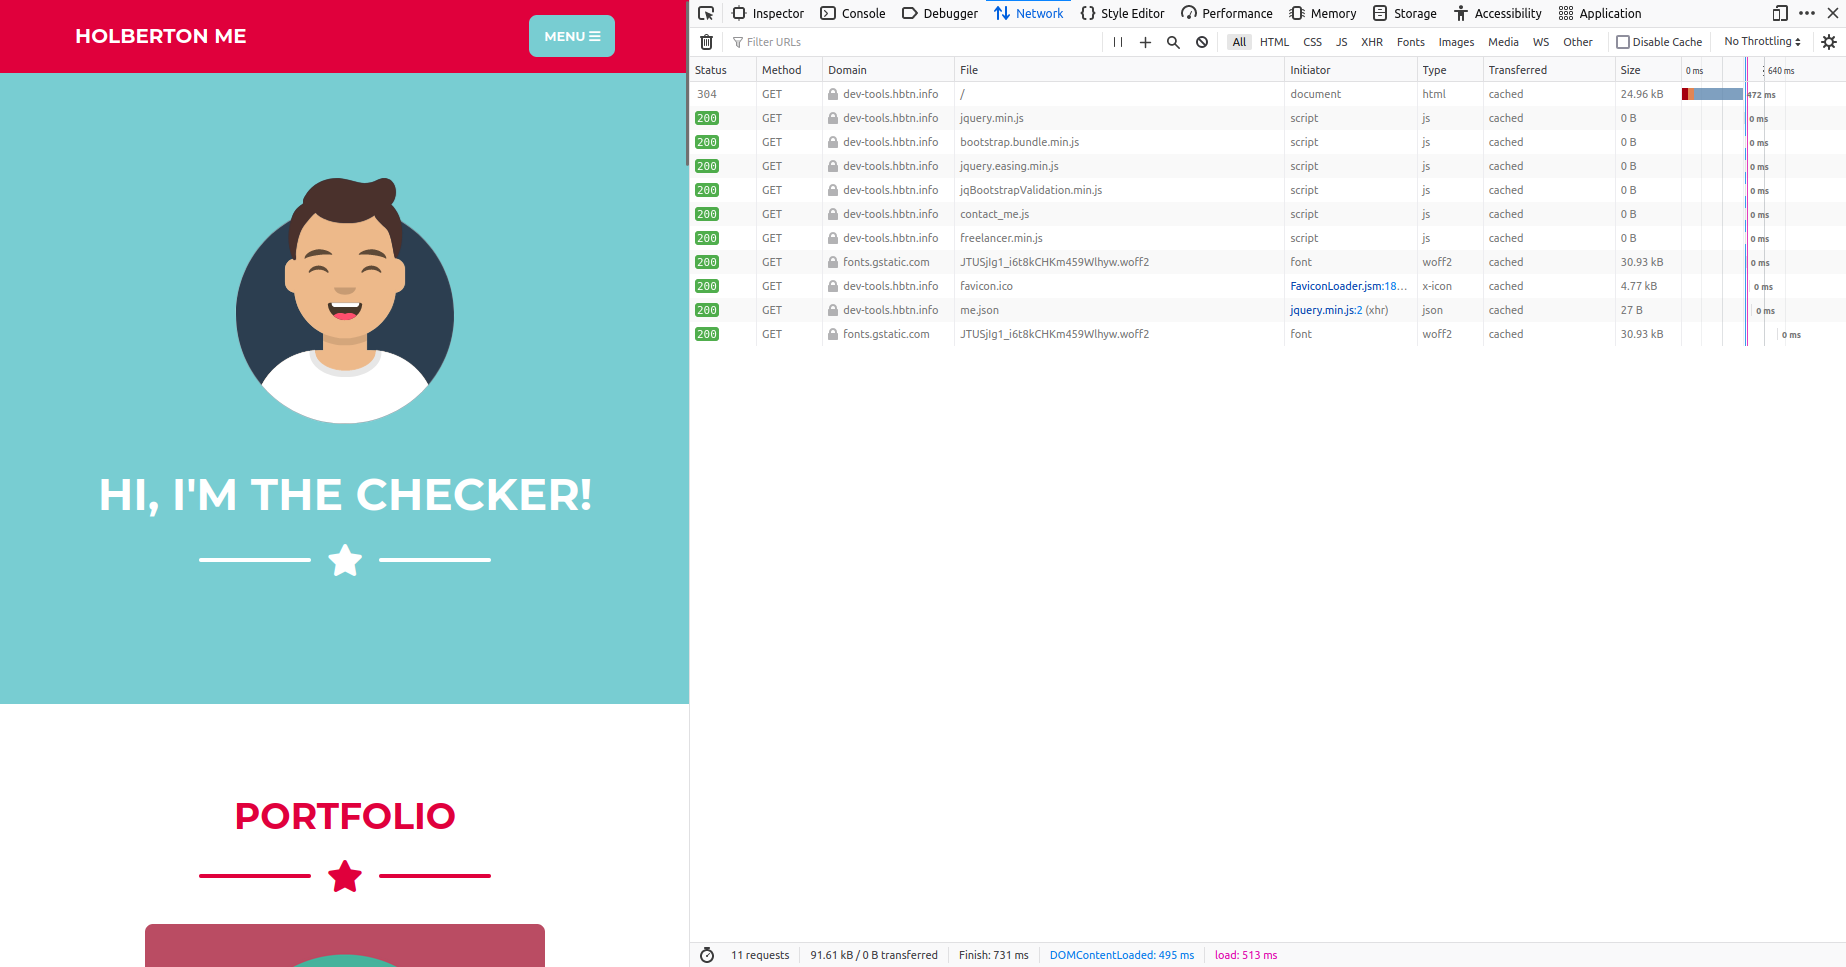 HOLBERTON ME
MENU
HI, I'M THE CHECKER!
PORTFOLIO
Inspector Console Debugger Network Style Editor Performance Memory Storage Accessibility Application
Filter URLs All HTML CSS JS XHR Fonts Images Media WS Other Disable Cache No Throttling
Status Method Domain File Initiator Type Transferred Size 0 ms 640 ms
304 GET dev-tools.hbtn.info / document html cached 24.96 kB 472 ms
200 GET dev-tools.hbtn.info jquery.min.js script js cached 0 B 0 ms
200 GET dev-tools.hbtn.info bootstrap.bundle.min.js script js cached 0 B 0 ms
200 GET dev-tools.hbtn.info jquery.easing.min.js script js cached 0 B 0 ms
200 GET dev-tools.hbtn.info jqBootstrapValidation.min.js script js cached 0 B 0 ms
200 GET dev-tools.hbtn.info contact_me.js script js cached 0 B 0 ms
200 GET dev-tools.hbtn.info freelancer.min.js script js cached 0 B 0 ms
200 GET fonts.gstatic.com JTUSjIg1_i6t8kCHKm459Wlhyw.woff2 font woff2 cached 30.93 kB 0 ms
200 GET dev-tools.hbtn.info favicon.ico FaviconLoader.jsm:18... x-icon cached 4.77 kB 0 ms
200 GET dev-tools.hbtn.info me.json jquery.min.js:2 (xhr) json cached 27 B 0 ms
200 GET fonts.gstatic.com JTUSjIg1_i6t8kCHKm459Wlhyw.woff2 font woff2 cached 30.93 kB 0 ms
11 requests 91.61 kB / 0 B transferred Finish: 731 ms DOMContentLoaded: 495 ms load: 513 ms